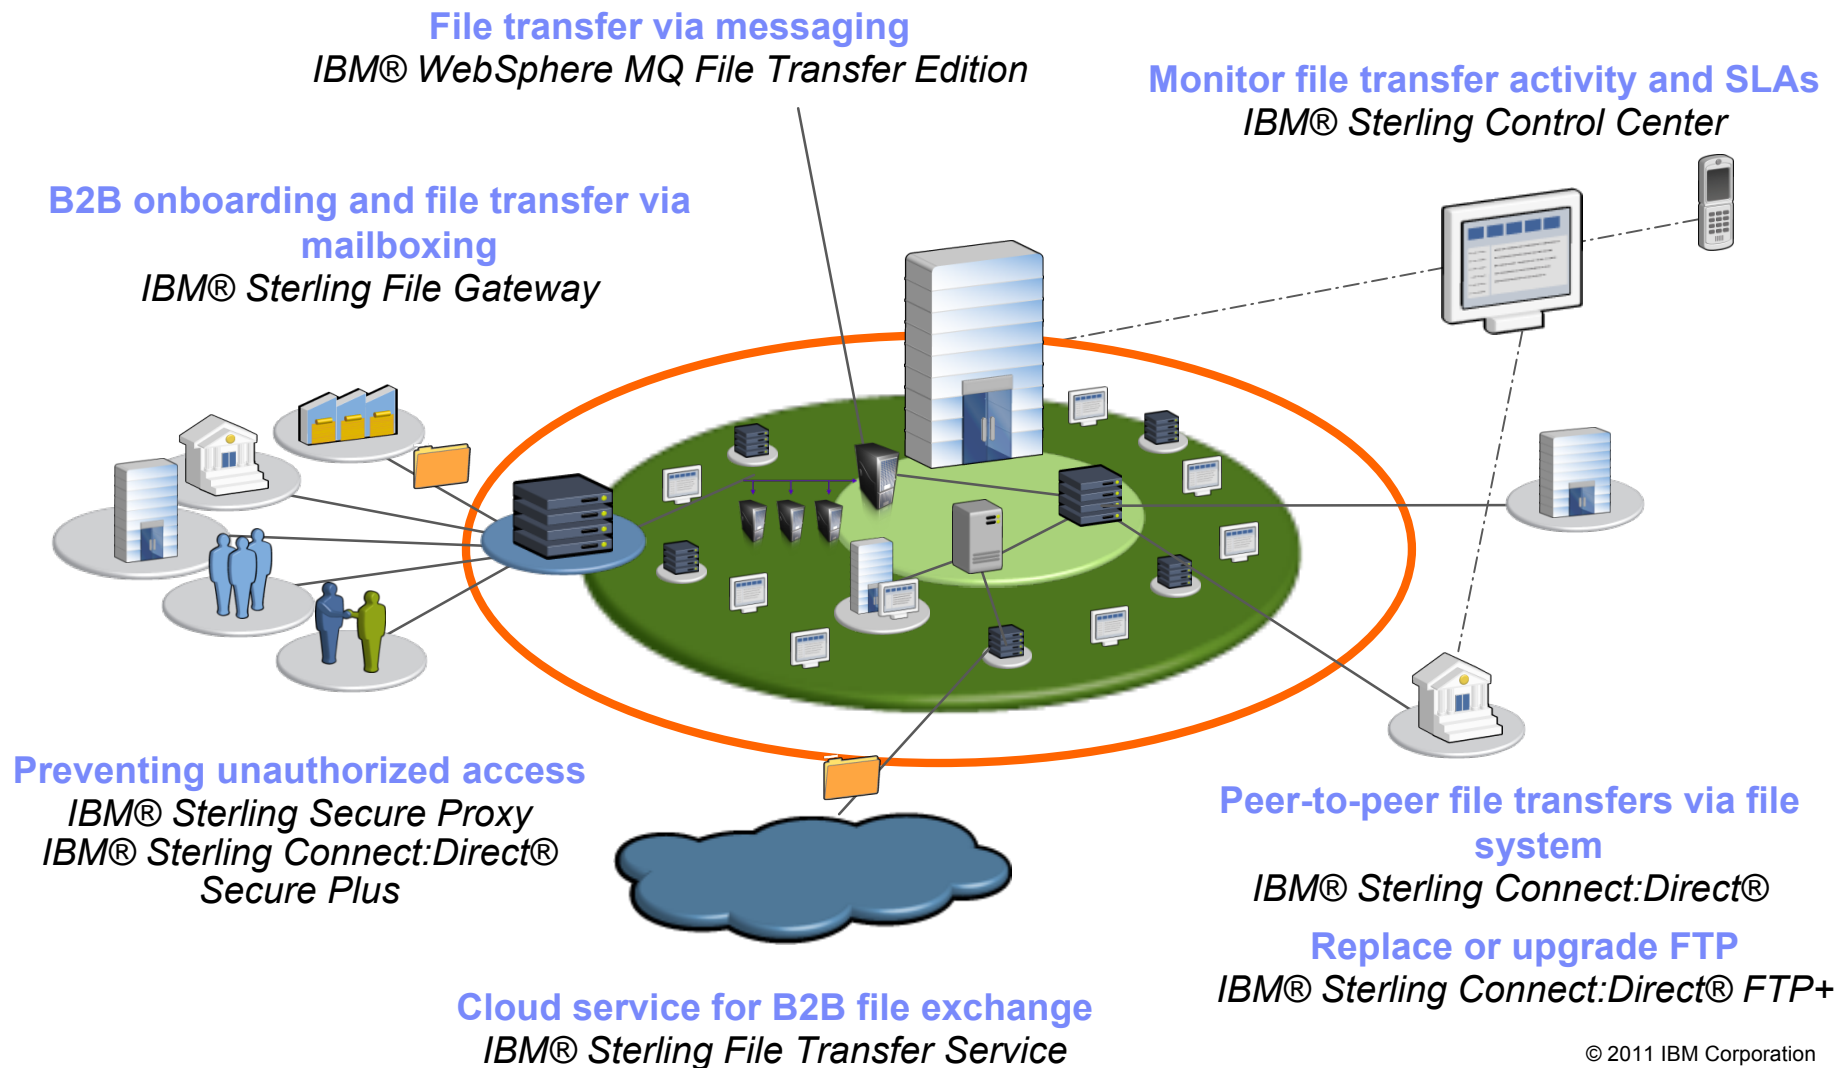 File transfer via messaging
IBM® WebSphere MQ File Transfer Edition
Monitor file transfer activity and SLAs
IBM® Sterling Control Center
B2B onboarding and file transfer via
mailboxing
IBM® Sterling File Gateway
Preventing unauthorized access
IBM® Sterling Secure Proxy
IBM® Sterling Connect:Direct®
Secure Plus
Peer-to-peer file transfers via file
system
IBM® Sterling Connect:Direct®
Replace or upgrade FTP
IBM® Sterling Connect:Direct® FTP+
Cloud service for B2B file exchange
IBM® Sterling File Transfer Service
© 2011 IBM Corporation